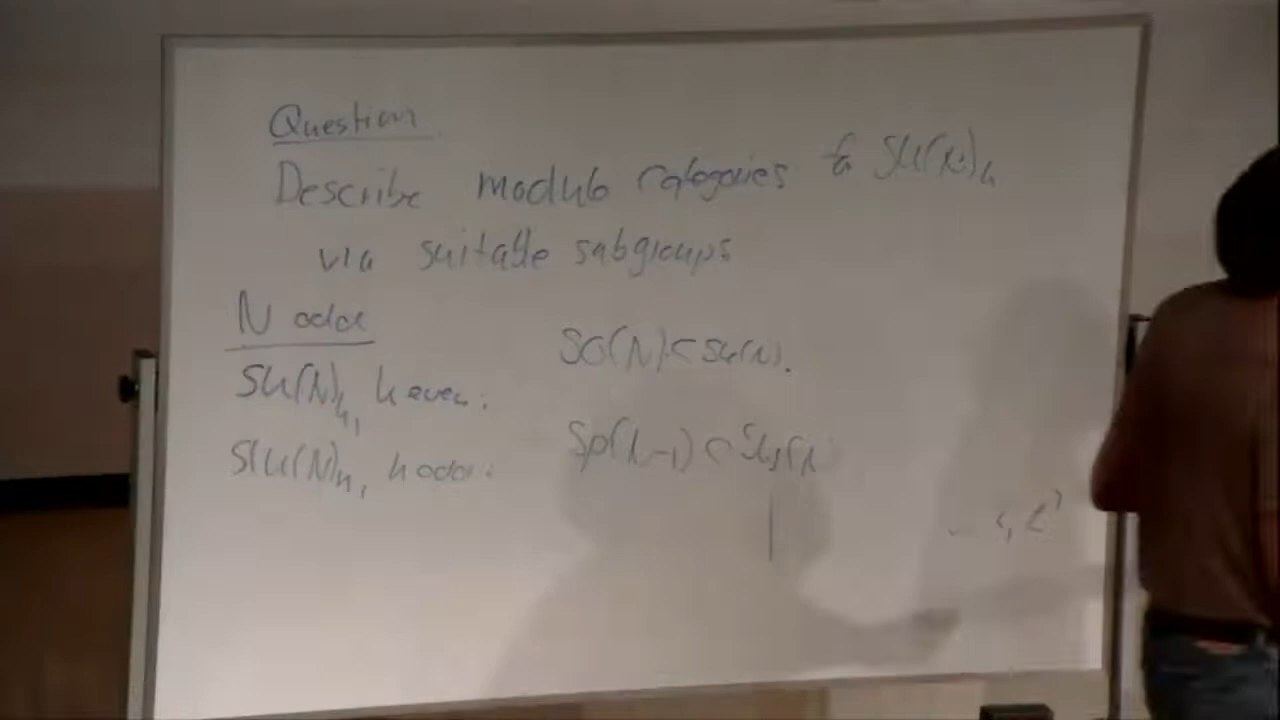 Question
Describe module categories for SU(N)k
via suitable subgroups
N odd
SU(N)k, k even: SO(N) ⊂ SU(N).
SU(N)k, k odd: Sp(N-1) ⊂ SU(N